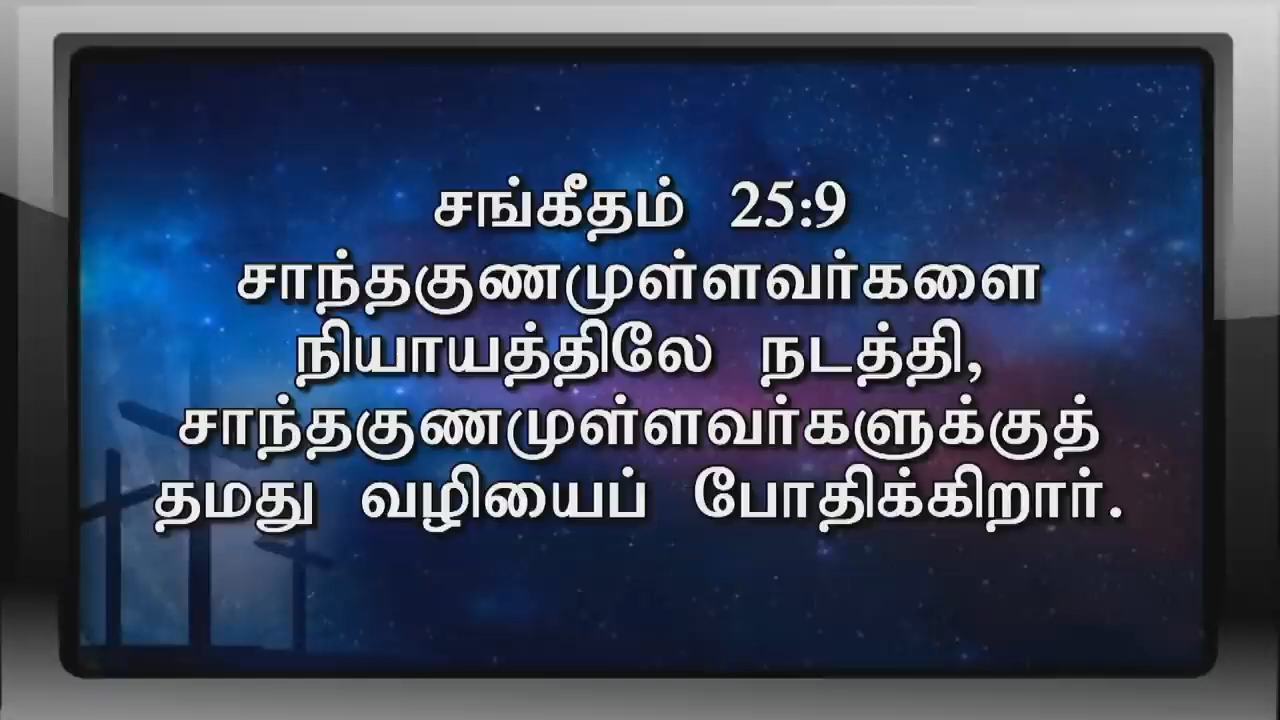 சங்கீதம் 25:9
சாந்தகுணமுள்ளவர்களை
நியாயத்திலே நடத்தி,
சாந்தகுணமுள்ளவர்களுக்குத்
தமது வழியைப் போதிக்கிறார்.